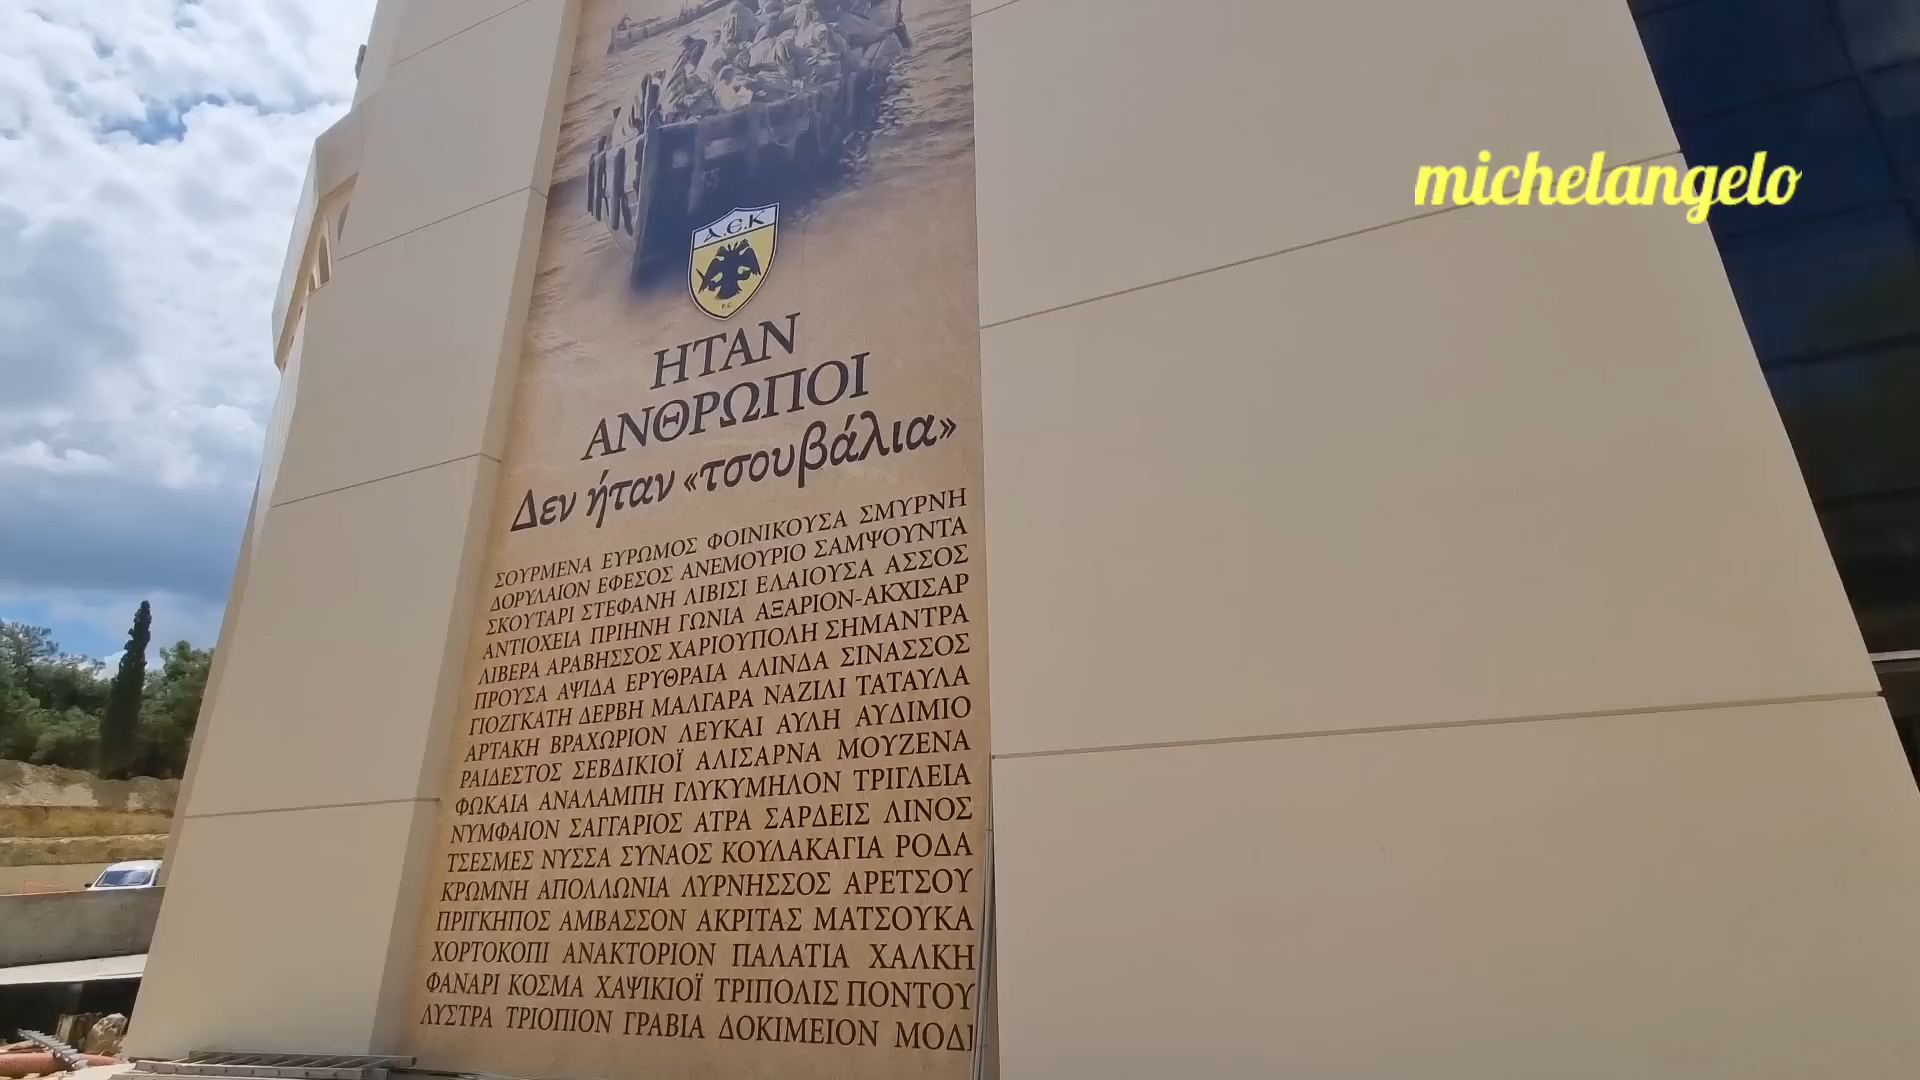 michelangelo
Α.Ε.Κ
F.C.
ΗΤΑΝ
ΑΝΘΡΩΠΟΙ
Δεν ήταν «τσουβάλια»
ΣΟΥΡΜΕΝΑ ΕΥΡΩΜΟΣ ΦΟΙΝΙΚΟΥΣΑ ΣΜΥΡΝΗ
ΔΟΡΥΛΑΙΟΝ ΕΦΕΣΟΣ ΑΝΕΜΟΥΡΙΟ ΣΑΜΨΟΥΝΤΑ
ΣΚΟΥΤΑΡΙ ΣΤΕΦΑΝΗ ΛΙΒΙΣΙ ΕΛΑΙΟΥΣΑ ΑΣΣΟΣ
ΑΝΤΙΟΧΕΙΑ ΠΡΙΗΝΗ ΓΩΝΙΑ ΑΞΑΡΙΟΝ-ΑΚΧΙΣΑΡ
ΛΙΒΕΡΑ ΑΡΑΒΗΣΣΟΣ ΧΑΡΙΟΥΠΟΛΗ ΣΗΜΑΝΤΡΑ
ΠΡΟΥΣΑ ΑΨΙΔΑ ΕΡΥΘΡΑΙΑ ΑΛΙΝΔΑ ΣΙΝΑΣΣΟΣ
ΓΙΟΖΓΚΑΤΗ ΔΕΡΒΗ ΜΑΛΓΑΡΑ ΝΑΖΙΛΙ ΤΑΤΑΥΛΑ
ΑΡΤΑΚΗ ΒΡΑΧΩΡΙΟΝ ΛΕΥΚΑΙ ΑΥΛΗ ΑΥΔΙΜΙΟ
ΡΑΙΔΕΣΤΟΣ ΣΕΒΔΙΚΙΟΪ ΑΛΙΣΑΡΝΑ ΜΟΥΖΕΝΑ
ΦΩΚΑΙΑ ΑΝΑΛΑΜΠΗ ΓΛΥΚΥΜΗΛΟΝ ΤΡΙΓΛΕΙΑ
ΝΥΜΦΑΙΟΝ ΣΑΓΓΑΡΙΟΣ ΑΤΡΑ ΣΑΡΔΕΙΣ ΛΙΝΟΣ
ΤΣΕΣΜΕΣ ΝΥΣΣΑ ΣΥΝΑΟΣ ΚΟΥΛΑΚΑΓΙΑ ΡΟΔΑ
ΚΡΩΜΝΗ ΑΠΟΛΛΩΝΙΑ ΛΥΡΝΗΣΣΟΣ ΑΡΕΤΣΟΥ
ΠΡΙΓΚΗΠΟΣ ΑΜΒΑΣΣΟΝ ΑΚΡΙΤΑΣ ΜΑΤΣΟΥΚΑ
ΧΟΡΤΟΚΟΠΙ ΑΝΑΚΤΟΡΙΟΝ ΠΑΛΑΤΙΑ ΧΑΛΚΗ
ΦΑΝΑΡΙ ΚΟΣΜΑ ΧΑΨΙΚΙΟΪ ΤΡΙΠΟΛΙΣ ΠΟΝΤΟΥ
ΛΥΣΤΡΑ ΤΡΙΟΠΙΟΝ ΓΡΑΒΙΑ ΔΟΚΙΜΕΙΟΝ